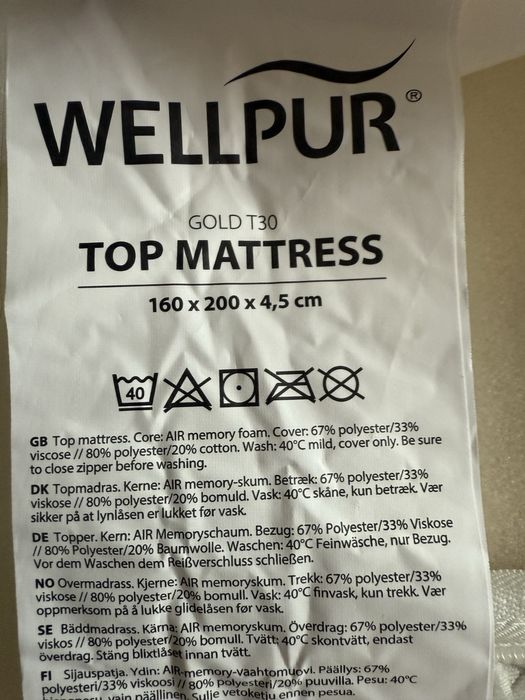 WELLPUR®
GOLD T30
TOP MATTRESS
160 x 200 x 4,5 cm
40
GB Top mattress. Core: AIR memory foam. Cover: 67% polyester/33%
viscose // 80% polyester/20% cotton. Wash: 40°C mild, cover only. Be sure
to close zipper before washing.
DK Topmadras. Kerne: AIR memory-skum. Betræk: 67% polyester/33%
viskose // 80% polyester/20% bomuld. Vask: 40°C skåne, kun betræk. Vær
sikker på at lynlåsen er lukket før vask.
DE Topper. Kern: AIR Memoryschaum. Bezug: 67% Polyester/33% Viskose
// 80% Polyester/20% Baumwolle. Waschen: 40°C Feinwäsche, nur Bezug.
Vor dem Waschen dem Reißverschluss schließen.
NO Overmadrass. Kjerne: AIR memoryskum. Trekk: 67% polyester/33%
viskose // 80% polyester/20% bomull. Vask: 40°C finvask, kun trekk. Vær
oppmerksom på å lukke glidelåsen før vask.
SE Bäddmadrass. Kärna: AIR memoryskum. Överdrag: 67% polyester/33%
viskos // 80% polyester/20% bomull. Tvätt: 40°C skontvätt, endast
överdrag. Stäng blixtlåset innan tvätt.
FI Sijauspatja. Ydin: AIR-memory-vaahtomuovi. Päällys: 67%
polyesteri/33% viskoosi // 80% polyesteri/20% puuvilla. Pesu: 40°C
hienopesu, vain päällinen. Sulje vetoketju ennen pesua.